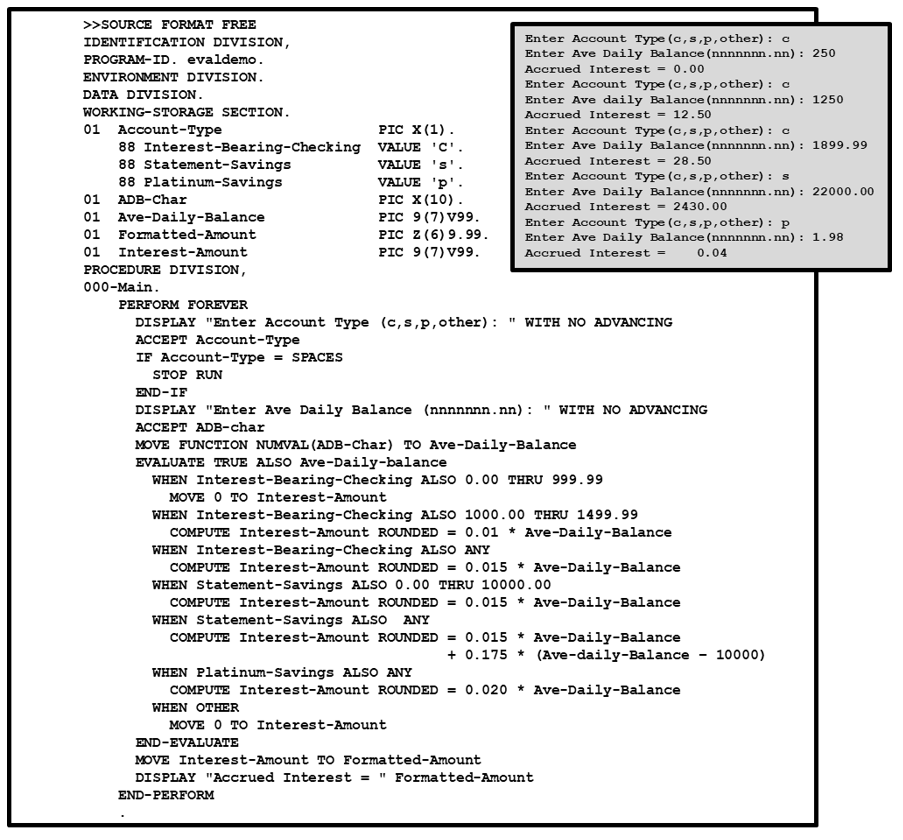 >>SOURCE FORMAT FREE
IDENTIFICATION DIVISION,
PROGRAM-ID. evaldemo.
ENVIRONMENT DIVISION.
DATA DIVISION.
WORKING-STORAGE SECTION.
01  Account-Type                   PIC X(1).
    88 Interest-Bearing-Checking  VALUE 'C'.
    88 Statement-Savings          VALUE 's'.
    88 Platinum-Savings           VALUE 'p'.
01  ADB-Char                       PIC X(10).
01  Ave-Daily-Balance              PIC 9(7)V99.
01  Formatted-Amount               PIC Z(6)9.99.
01  Interest-Amount                PIC 9(7)V99.
PROCEDURE DIVISION,
000-Main.
    PERFORM FOREVER
      DISPLAY "Enter Account Type (c,s,p,other): " WITH NO ADVANCING
      ACCEPT Account-Type
      IF Account-Type = SPACES
        STOP RUN
      END-IF
      DISPLAY "Enter Ave Daily Balance (nnnnnnn.nn): " WITH NO ADVANCING
      ACCEPT ADB-char
      MOVE FUNCTION NUMVAL(ADB-Char) TO Ave-Daily-Balance
      EVALUATE TRUE ALSO Ave-Daily-balance
        WHEN Interest-Bearing-Checking ALSO 0.00 THRU 999.99
          MOVE 0 TO Interest-Amount
        WHEN Interest-Bearing-Checking ALSO 1000.00 THRU 1499.99
          COMPUTE Interest-Amount ROUNDED = 0.01 * Ave-Daily-Balance
        WHEN Interest-Bearing-Checking ALSO ANY
          COMPUTE Interest-Amount ROUNDED = 0.015 * Ave-Daily-Balance
        WHEN Statement-Savings ALSO 0.00 THRU 10000.00
          COMPUTE Interest-Amount ROUNDED = 0.015 * Ave-Daily-Balance
        WHEN Statement-Savings ALSO  ANY
          COMPUTE Interest-Amount ROUNDED = 0.015 * Ave-Daily-Balance
                                          + 0.175 * (Ave-daily-Balance – 10000)
        WHEN Platinum-Savings ALSO ANY
          COMPUTE Interest-Amount ROUNDED = 0.020 * Ave-Daily-Balance
        WHEN OTHER
          MOVE 0 TO Interest-Amount
      END-EVALUATE
      MOVE Interest-Amount TO Formatted-Amount
      DISPLAY "Accrued Interest = " Formatted-Amount
    END-PERFORM
    .
Enter Account Type(c,s,p,other): c
Enter Ave Daily Balance(nnnnnnn.nn): 250
Accrued Interest = 0.00
Enter Account Type(c,s,p,other): c
Enter Ave daily Balance(nnnnnnn.nn): 1250
Accrued Interest = 12.50
Enter Account Type(c,s,p,other): c
Enter Ave Daily Balance(nnnnnnn.nn): 1899.99
Accrued Interest = 28.50
Enter Account Type(c,s,p,other): s
Enter Ave Daily Balance(nnnnnnn.nn): 22000.00
Accrued Interest = 2430.00
Enter Account Type(c,s,p,other): p
Enter Ave Daily Balance(nnnnnnn.nn): 1.98
Accrued Interest =    0.04